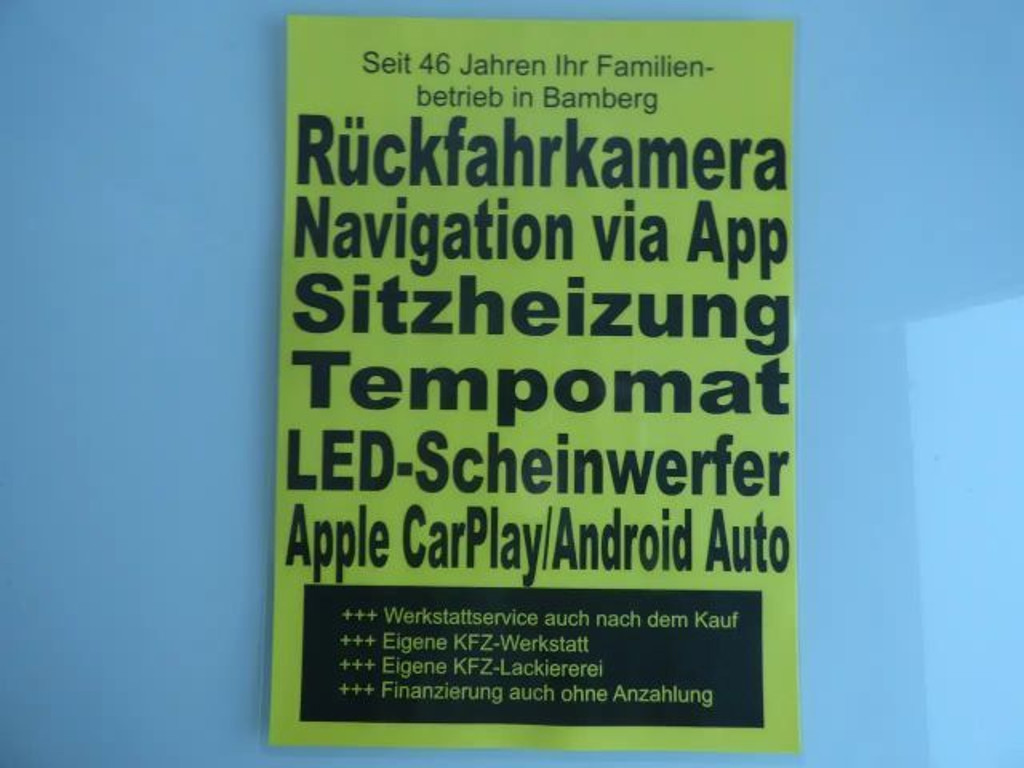 Seit 46 Jahren Ihr Familien-
betrieb in Bamberg
Rückfahrkamera
Navigation via App
Sitzheizung
Tempomat
LED-Scheinwerfer
Apple CarPlay/Android Auto
+++ Werkstattservice auch nach dem Kauf
+++ Eigene KFZ-Werkstatt
+++ Eigene KFZ-Lackiererei
+++ Finanzierung auch ohne Anzahlung